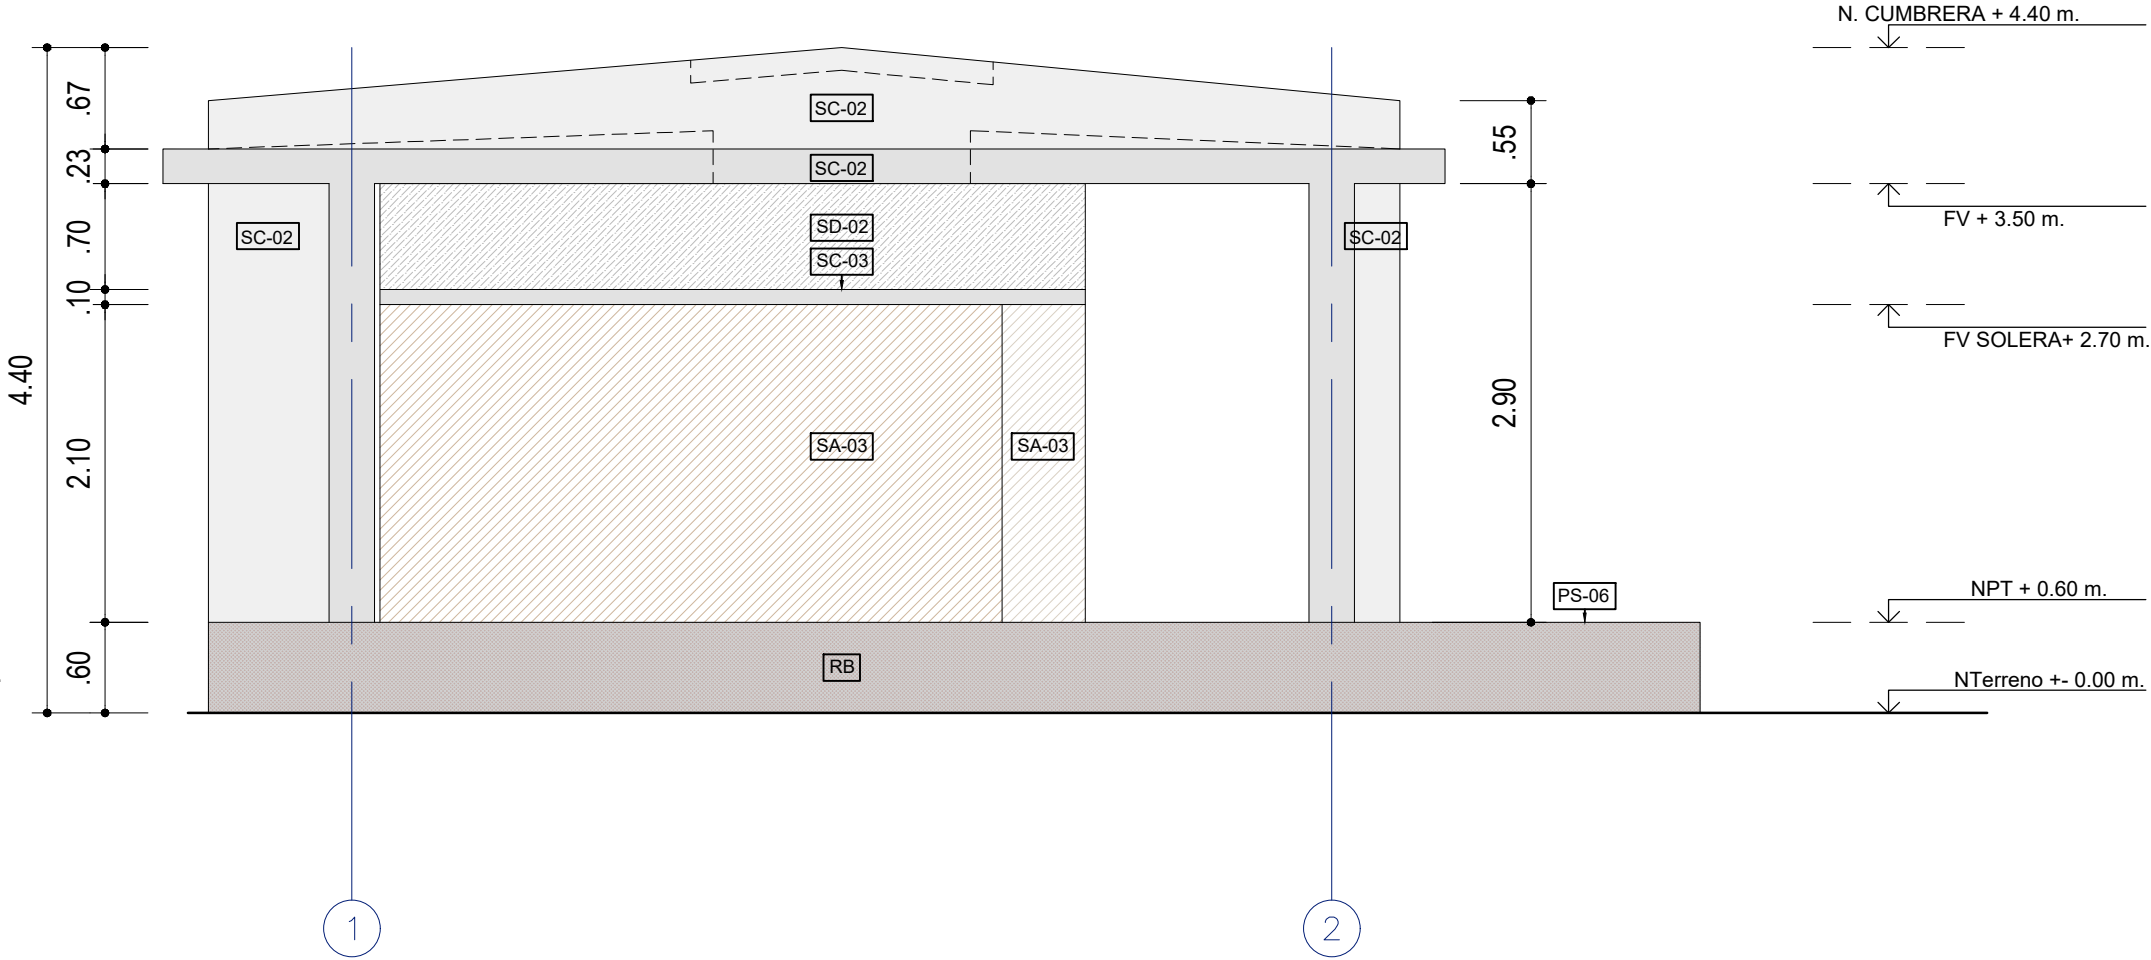 N. CUMBRERA + 4.40 m.
.67
SC-02
.55
.23
SC-02
.70
SC-02
SD-02
SC-02
FV + 3.50 m.
SC-03
.10
FV SOLERA+ 2.70 m.
4.40
2.10
SA-03
SA-03
2.90
PS-06
NPT + 0.60 m.
.60
RB
NTerreno +- 0.00 m.
1
2